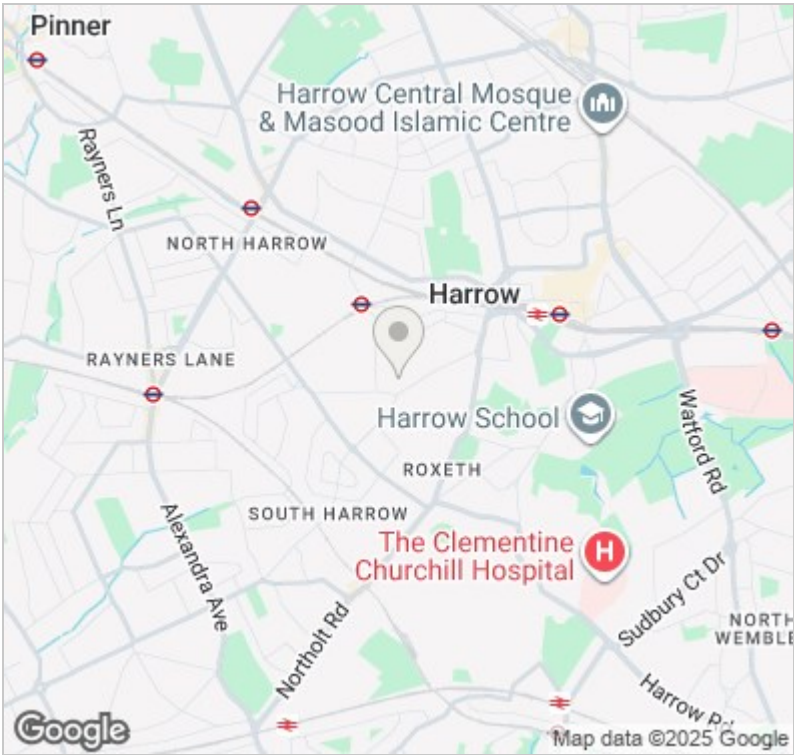 Pinner
Harrow Central Mosque
& Masood Islamic Centre
Rayners Ln
NORTH HARROW
Harrow
RAYNERS LANE
Harrow School
Watford Rd
ROXETH
SOUTH HARROW
Alexandra Ave
The Clementine
Churchill Hospital
H
Sudbury Ct Dr
NORTH
WEMBLE
Northolt Rd
Harrow Rd
Google
Map data ©2025 Google